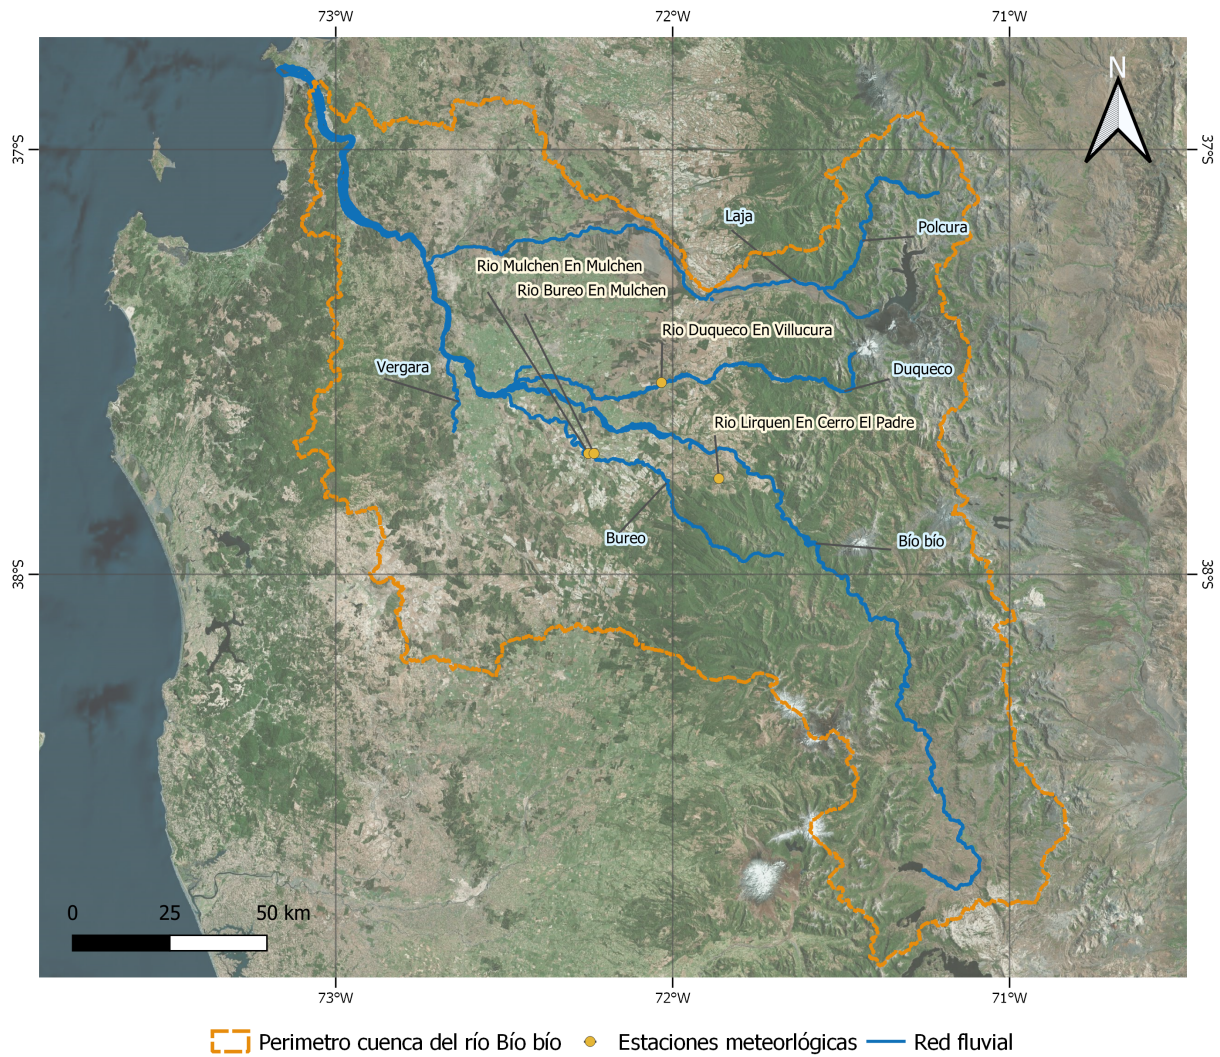 73°W 72°W 71°W
N
37°S 37°S
Laja
Polcura
Rio Mulchen En Mulchen
Rio Bureo En Mulchen
Rio Duqueco En Villucura
Vergara
Duqueco
Rio Lirquen En Cerro El Padre
Bureo
Bío bío
38°S 38°S
0 25 50 km
73°W 72°W 71°W
Perimetro cuenca del río Bío bío Estaciones meteorlógicas Red fluvial